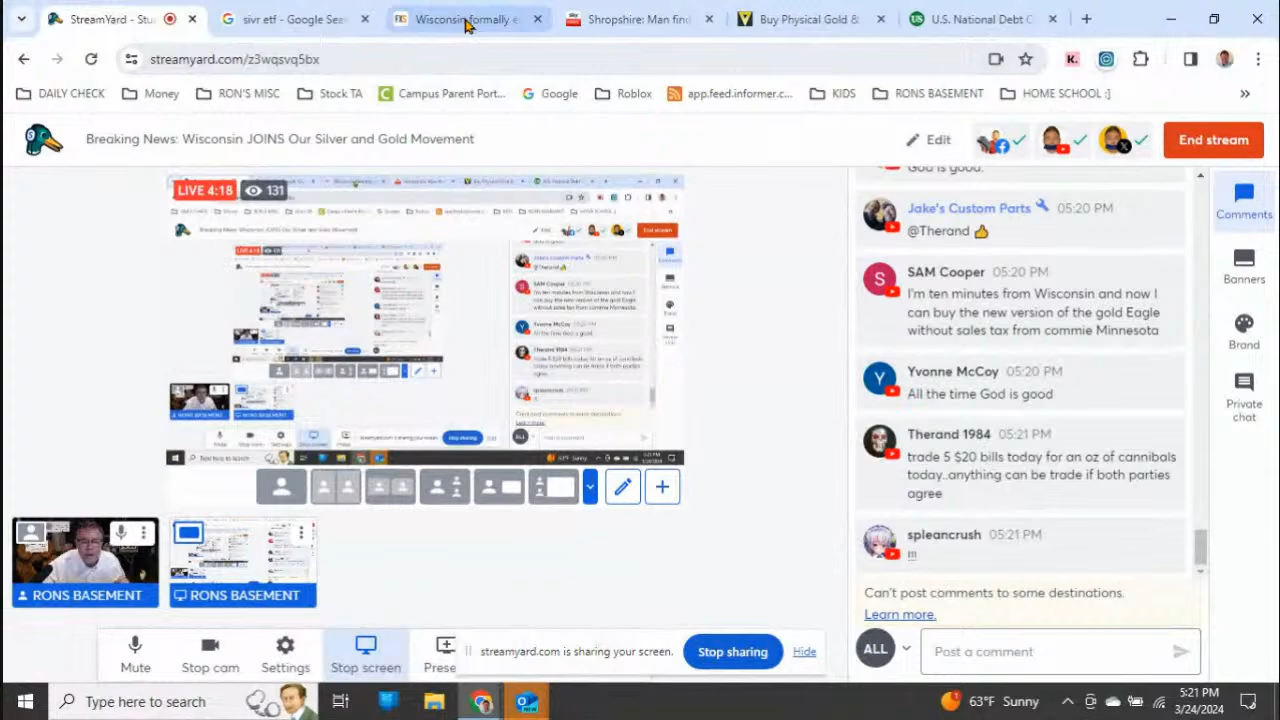 StreamYard - Stu
sivr etf - Google Sea
Wisconsin formally e
Shropshire: Man find
Buy Physical Gold &
U.S. National Debt C
streamyard.com/z3wqsvq5bx
DAILY CHECK
Money
RON'S MISC
Stock TA
Campus Parent Port...
Google
Roblox
app.feed.informer.c...
KIDS
RONS BASEMENT
HOME SCHOOL :]
Breaking News: Wisconsin JOINS Our Silver and Gold Movement
Edit
End stream
LIVE 4:18
131
God is good.
Jake's Custom Parts 05:20 PM
@Therand 👍
SAM Cooper 05:20 PM
I'm ten minutes from Wisconsin and now I
can buy the new version of the gold Eagle
without sales tax from commie Minnesota
Yvonne McCoy 05:20 PM
All the time God is good
Therand 1984 05:21 PM
trade 5 $20 bills today for an oz of cannibals
today..anything can be trade if both parties
agree
spleancrush 05:21 PM
!!!
Can't post comments to some destinations.
Learn more.
ALL
Post a comment
Comments
Banners
Brand
Private
chat
RONS BASEMENT
RONS BASEMENT
Mute
Stop cam
Settings
Stop screen
Prese
streamyard.com is sharing your screen.
Stop sharing
Hide
Type here to search
63°F Sunny
5:21 PM
3/24/2024